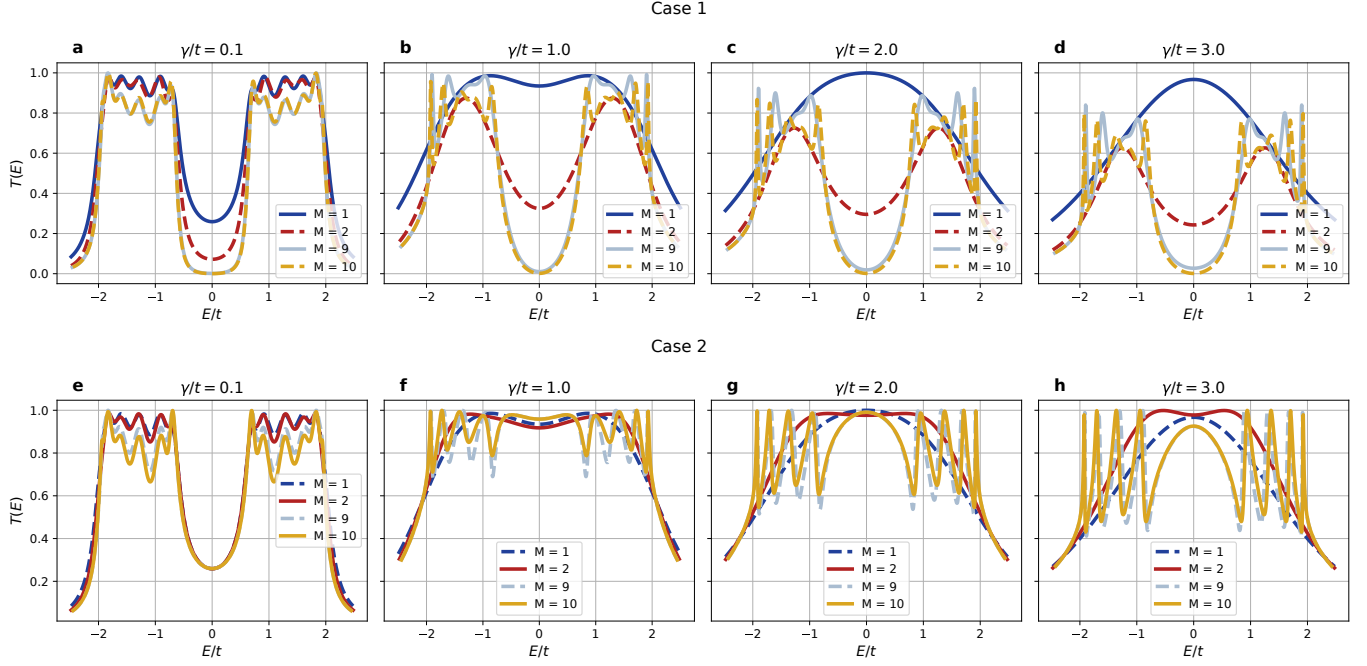 Case 1
a γ/t = 0.1
b γ/t = 1.0
c γ/t = 2.0
d γ/t = 3.0
T(E)
1.0
0.8
0.6
0.4
0.2
0.0
M = 1
M = 2
M = 9
M = 10
M = 1
M = 2
M = 9
M = 10
M = 1
M = 2
M = 9
M = 10
M = 1
M = 2
M = 9
M = 10
−2 −1 0 1 2
−2 −1 0 1 2
−2 −1 0 1 2
−2 −1 0 1 2
E/t
E/t
E/t
E/t
Case 2
e γ/t = 0.1
f γ/t = 1.0
g γ/t = 2.0
h γ/t = 3.0
T(E)
1.0
0.8
0.6
0.4
0.2
M = 1
M = 2
M = 9
M = 10
M = 1
M = 2
M = 9
M = 10
M = 1
M = 2
M = 9
M = 10
M = 1
M = 2
M = 9
M = 10
−2 −1 0 1 2
−2 −1 0 1 2
−2 −1 0 1 2
−2 −1 0 1 2
E/t
E/t
E/t
E/t